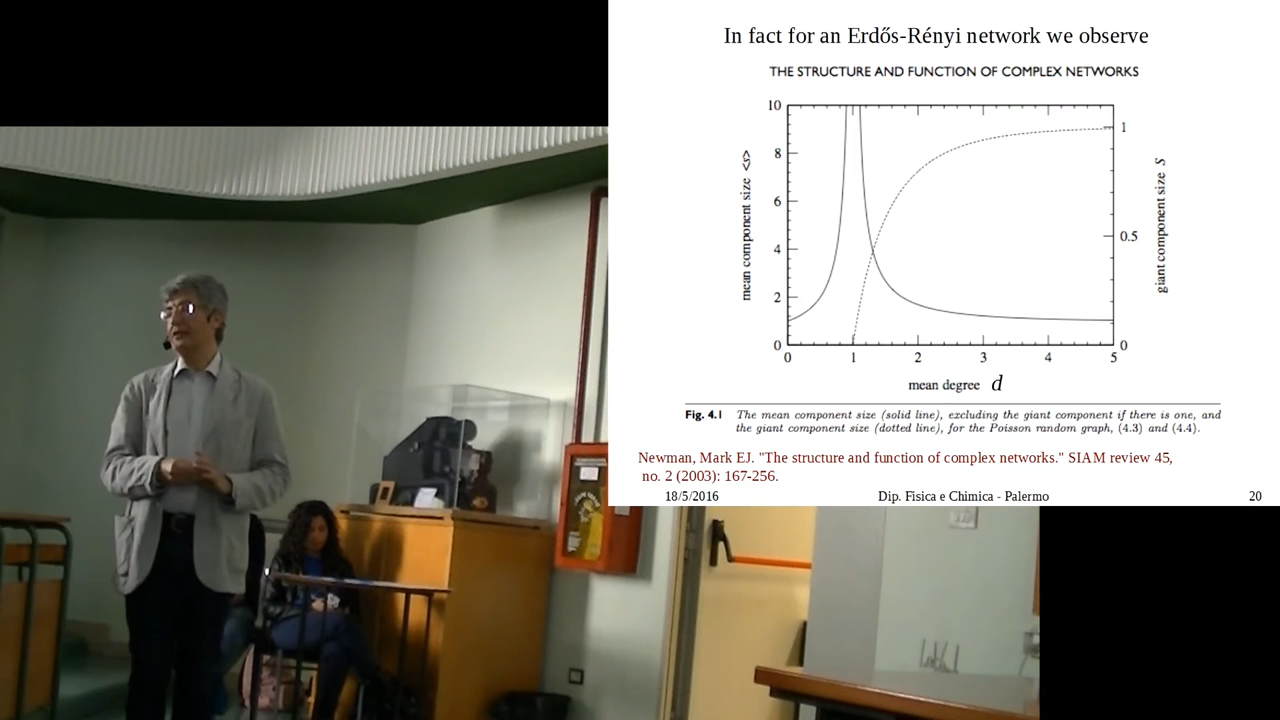 In fact for an Erdős-Rényi network we observe
THE STRUCTURE AND FUNCTION OF COMPLEX NETWORKS
10
8
6
4
2
0
mean component size <s>
1
0.5
0
giant component size S
0 1 2 3 4 5
mean degree d
Fig. 4.1 The mean component size (solid line), excluding the giant component if there is one, and
the giant component size (dotted line), for the Poisson random graph, (4.3) and (4.4).
Newman, Mark EJ. "The structure and function of complex networks." SIAM review 45,
no. 2 (2003): 167-256.
18/5/2016 Dip. Fisica e Chimica - Palermo 20